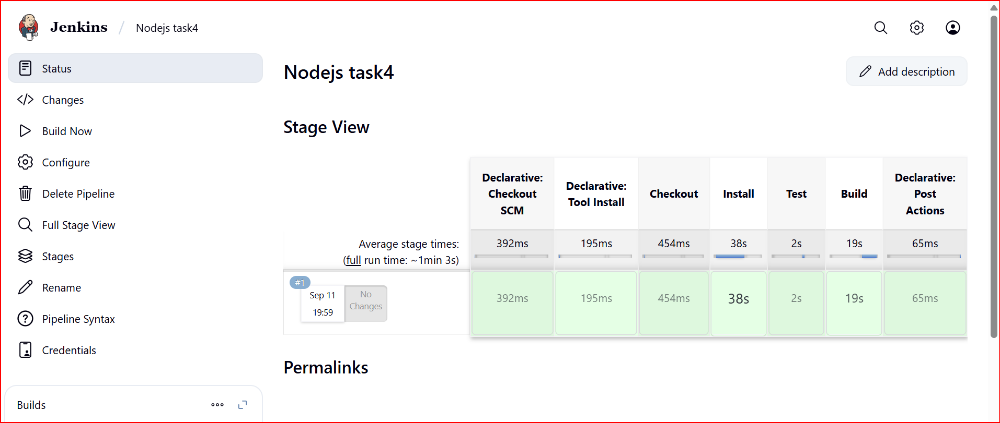 Jenkins / Nodejs task4
Status
Changes
Build Now
Configure
Delete Pipeline
Full Stage View
Stages
Rename
Pipeline Syntax
Credentials
Builds
Nodejs task4
Add description
Stage View
Declarative:
Checkout
SCM
Declarative:
Tool Install
Checkout
Install
Test
Build
Declarative:
Post
Actions
Average stage times:
(full run time: ~1min 3s)
392ms
195ms
454ms
38s
2s
19s
65ms
#1
Sep 11
19:59
No
Changes
392ms
195ms
454ms
38s
2s
19s
65ms
Permalinks